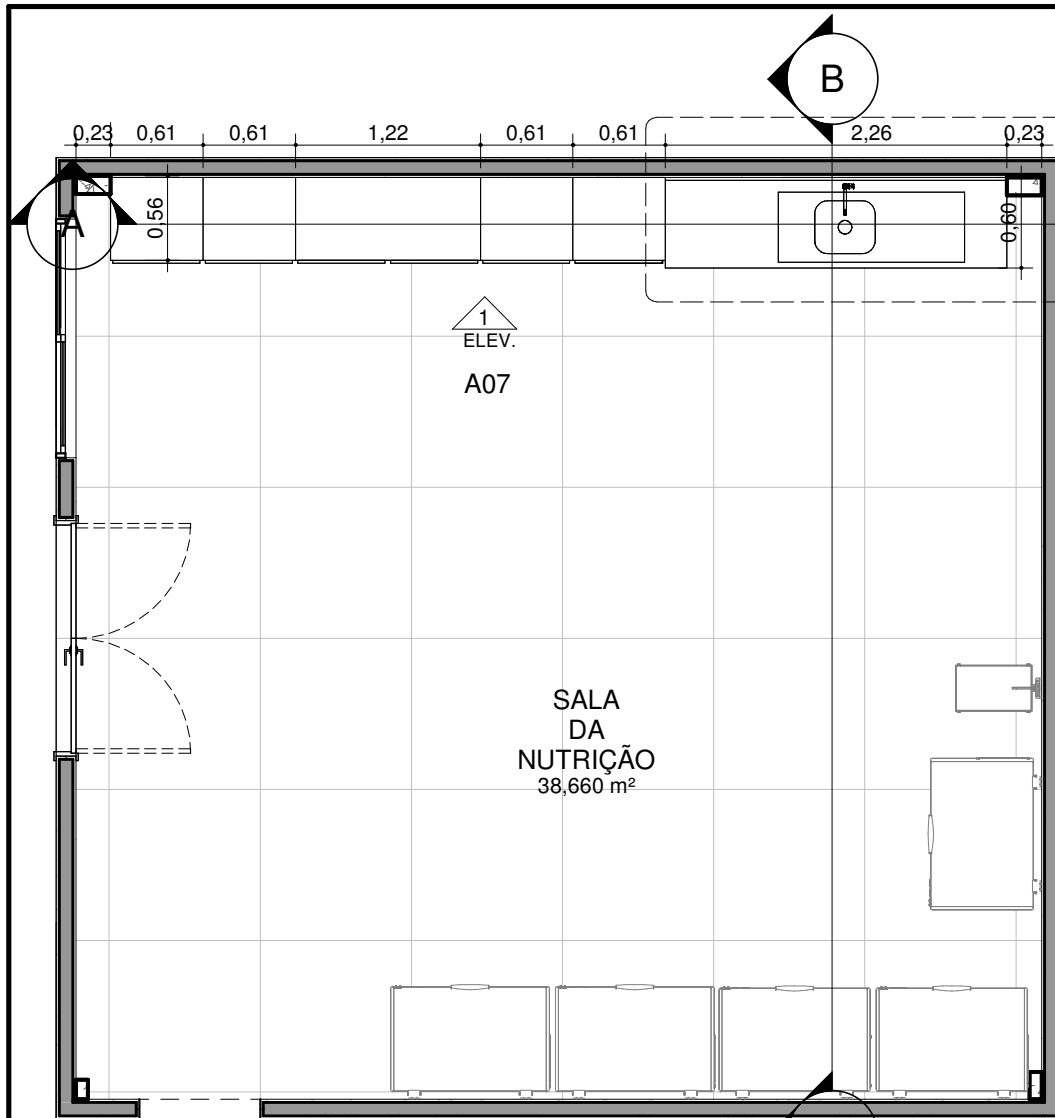 B
0,23 0,61 0,61 1,22 0,61 0,61 2,26 0,23
A
0,56
0,60
1
ELEV.
A07
SALA
DA
NUTRIÇÃO
38,660 m²